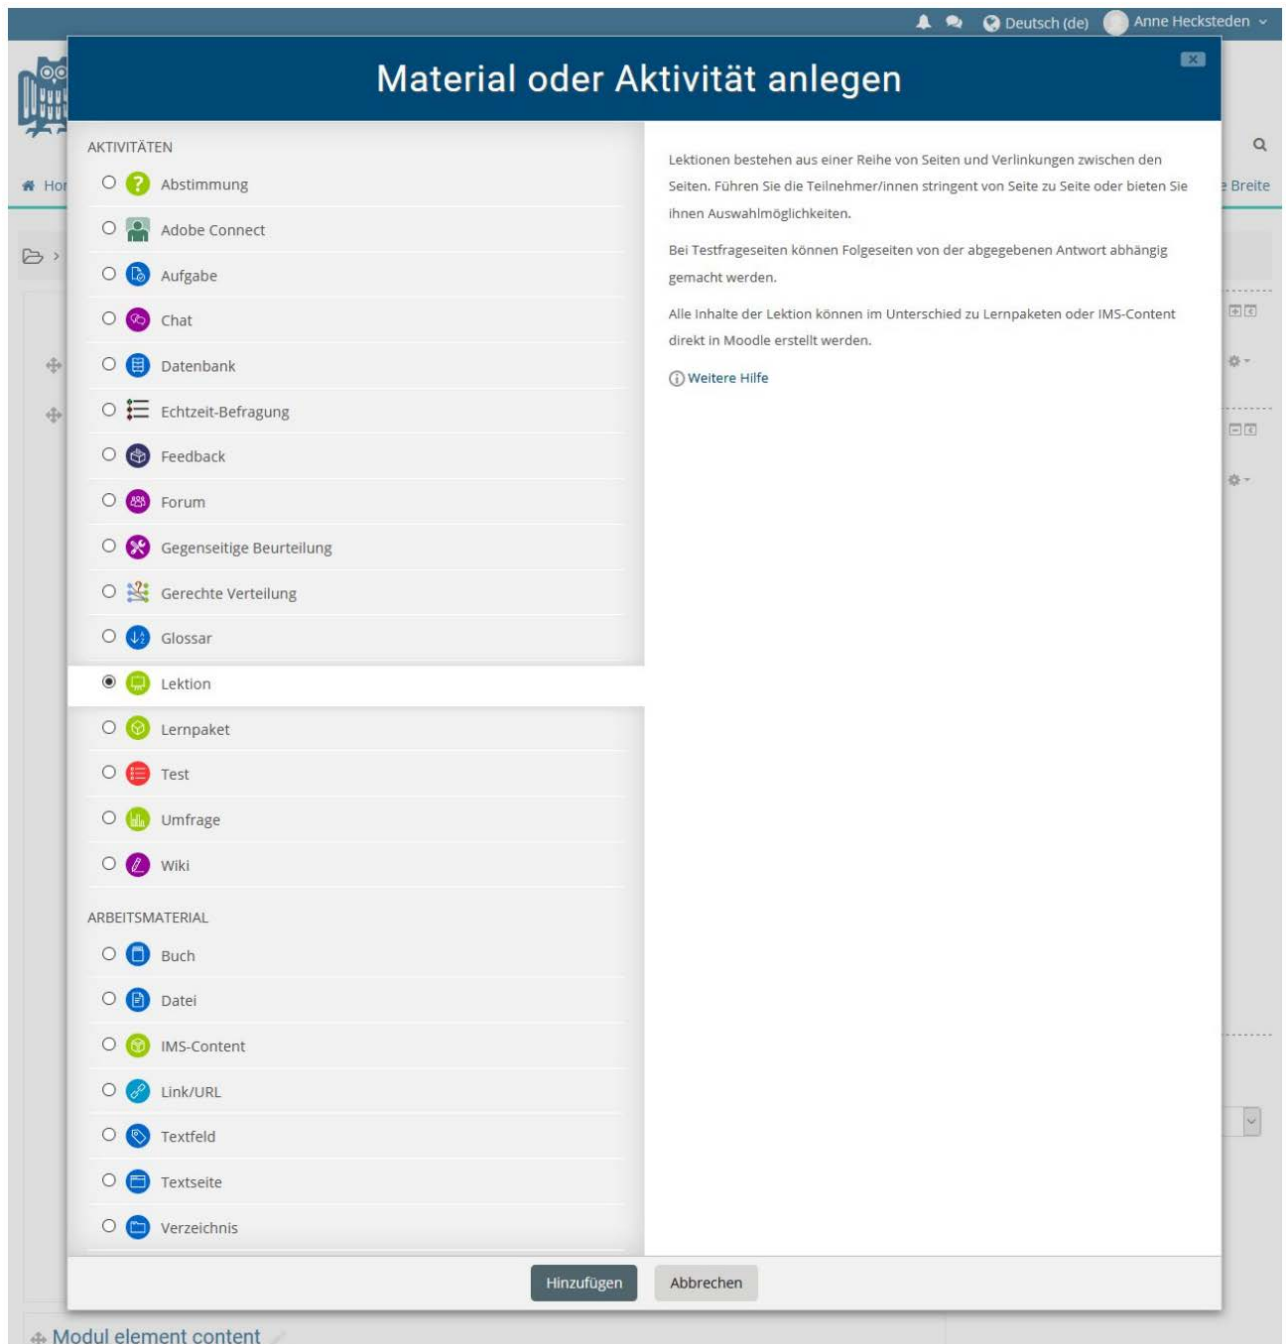 Deutsch (de) Anne Hecksteden
Material oder Aktivität anlegen
AKTIVITÄTEN
Abstimmung
Adobe Connect
Aufgabe
Chat
Datenbank
Echtzeit-Befragung
Feedback
Forum
Gegenseitige Beurteilung
Gerechte Verteilung
Glossar
Lektion
Lernpaket
Test
Umfrage
Wiki
ARBEITSMATERIAL
Buch
Datei
IMS-Content
Link/URL
Textfeld
Textseite
Verzeichnis
Lektionen bestehen aus einer Reihe von Seiten und Verlinkungen zwischen den
Seiten. Führen Sie die Teilnehmer/innen stringent von Seite zu Seite oder bieten Sie
ihnen Auswahlmöglichkeiten.
Bei Testfrageseiten können Folgeseiten von der abgegebenen Antwort abhängig
gemacht werden.
Alle Inhalte der Lektion können im Unterschied zu Lernpaketen oder IMS-Content
direkt in Moodle erstellt werden.
Weitere Hilfe
Hor
e Breite
Hinzufügen Abbrechen
Modul element content